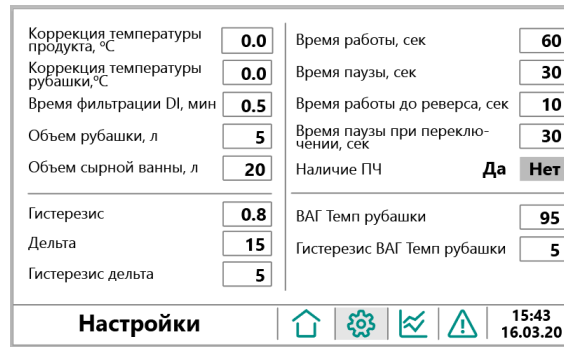 Коррекция температуры
продукта, °С
0.0
Коррекция температуры
рубашки,°С
0.0
Время фильтрации DI, мин
0.5
Объем рубашки, л
5
Объем сырной ванны, л
20
Гистерезис
0.8
Дельта
15
Гистерезис дельта
5
Время работы, сек
60
Время паузы, сек
30
Время работы до реверса, сек
10
Время паузы при переклю-
чении, сек
30
Наличие ПЧ Да Нет
ВАГ Темп рубашки
95
Гистерезис ВАГ Темп рубашки
5
Настройки
15:43
16.03.20